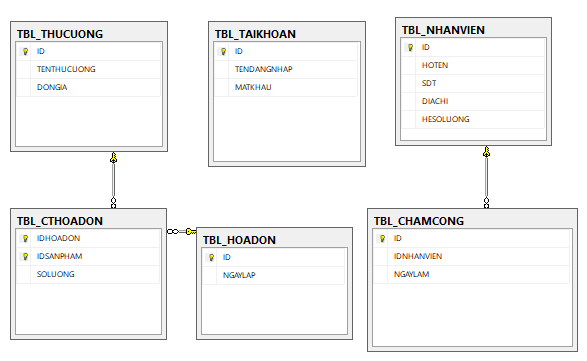 TBL_THUCUONG
ID
TENTHUCUONG
DONGIA
TBL_TAIKHOAN
ID
TENDANGNHAP
MATKHAU
TBL_NHANVIEN
ID
HOTEN
SDT
DIACHI
HESOLUONG
TBL_CTHOADON
IDHOADON
IDSANPHAM
SOLUONG
TBL_HOADON
ID
NGAYLAP
TBL_CHAMCONG
ID
IDNHANVIEN
NGAYLAM